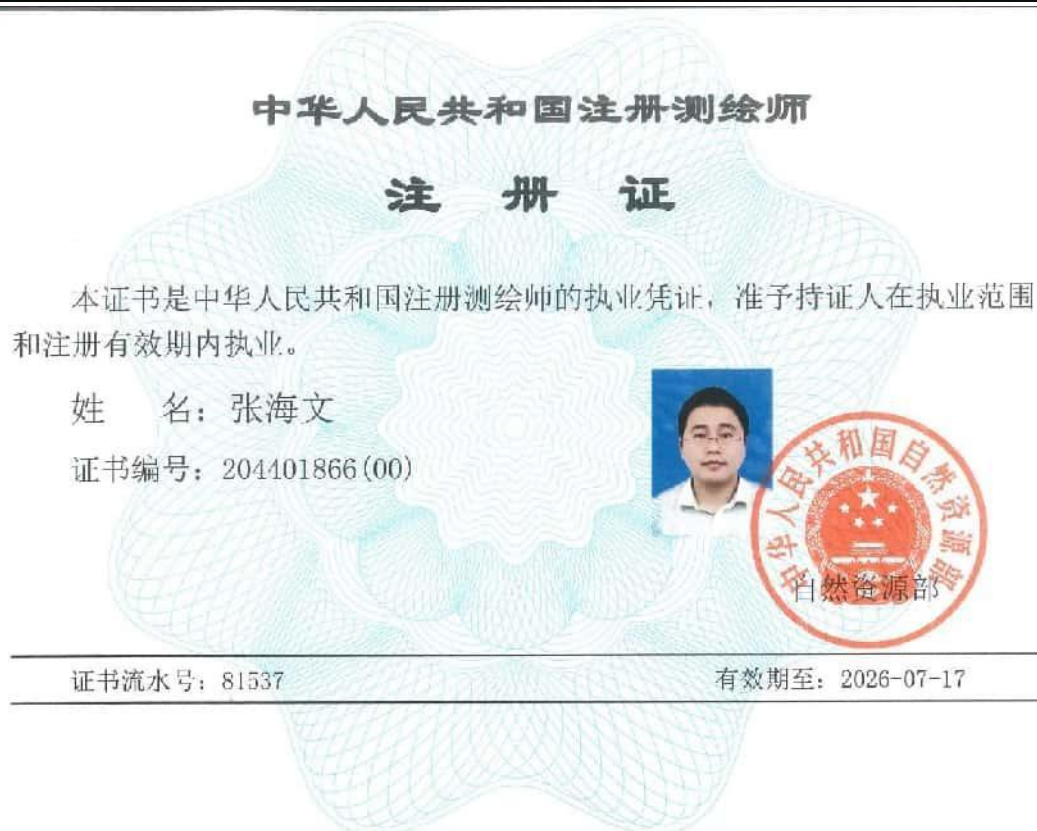 中华人民共和国注册测绘师
注 册 证
本证书是中华人民共和国注册测绘师的执业凭证，准予持证人在执业范围
和注册有效期内执业。
姓 名：张海文
证书编号：204401866(00)
中华人民共和国自然资源部
自然资源部
证书流水号：81537
有效期至：2026-07-17